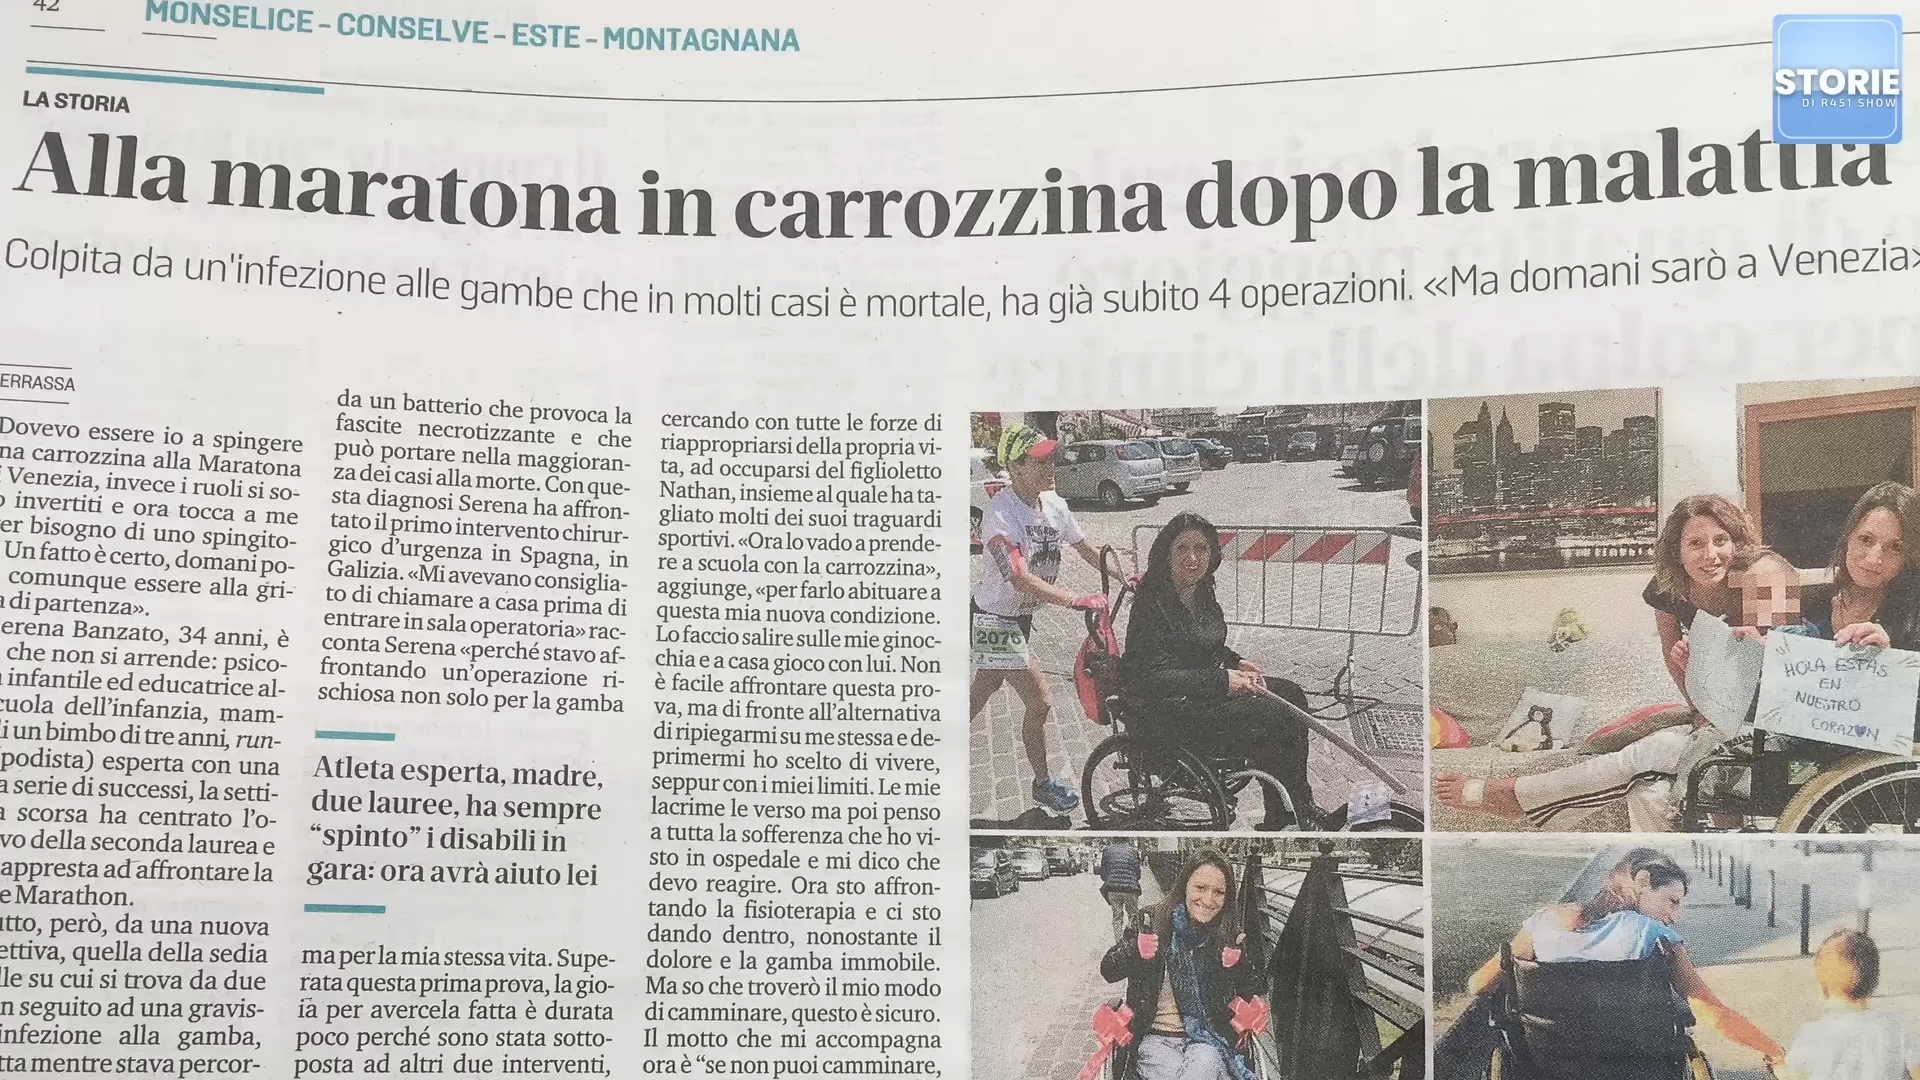 42
MONSELICE - CONSELVE - ESTE - MONTAGNANA
STORIE
DI R451 SHOW
LA STORIA
Alla maratona in carrozzina dopo la malattia
Colpita da un'infezione alle gambe che in molti casi è mortale, ha già subito 4 operazioni. «Ma domani sarò a Venezia»
ERRASSA
Dovevo essere io a spingere
na carrozzina alla Maratona
i Venezia, invece i ruoli si so-
o invertiti e ora tocca a me
er bisogno di uno spingito-
Un fatto è certo, domani po-
comunque essere alla gri-
a di partenza».
erena Banzato, 34 anni, è
che non si arrende: psico-
infantile ed educatrice al-
cuola dell'infanzia, mam-
di un bimbo di tre anni, run-
(podista) esperta con una
a serie di successi, la setti-
a scorsa ha centrato l'o-
vo della seconda laurea e
appresta ad affrontare la
e Marathon.
utto, però, da una nuova
ettiva, quella della sedia
lle su cui si trova da due
n seguito ad una gravis-
infezione alla gamba,
tta mentre stava percor-
da un batterio che provoca la
fascite necrotizzante e che
può portare nella maggioran-
za dei casi alla morte. Con que-
sta diagnosi Serena ha affron-
tato il primo intervento chirur-
gico d'urgenza in Spagna, in
Galizia. «Mi avevano consiglia-
to di chiamare a casa prima di
entrare in sala operatoria» rac-
conta Serena «perché stavo af-
frontando un'operazione ri-
schiosa non solo per la gamba
Atleta esperta, madre,
due lauree, ha sempre
“spinto” i disabili in
gara: ora avrà aiuto lei
ma per la mia stessa vita. Supe-
rata questa prima prova, la gio-
ia per avercela fatta è durata
poco perché sono stata sotto-
posta ad altri due interventi,
cercando con tutte le forze di
riappropriarsi della propria vi-
ta, ad occuparsi del figlioletto
Nathan, insieme al quale ha ta-
gliato molti dei suoi traguardi
sportivi. «Ora lo vado a prende-
re a scuola con la carrozzina»,
aggiunge, «per farlo abituare a
questa mia nuova condizione.
Lo faccio salire sulle mie ginoc-
chia e a casa gioco con lui. Non
è facile affrontare questa pro-
va, ma di fronte all'alternativa
di ripiegarmi su me stessa e de-
primermi ho scelto di vivere,
seppur con i miei limiti. Le mie
lacrime le verso ma poi penso
a tutta la sofferenza che ho vi-
sto in ospedale e mi dico che
devo reagire. Ora sto affron-
tando la fisioterapia e ci sto
dando dentro, nonostante il
dolore e la gamba immobile.
Ma so che troverò il mio modo
di camminare, questo è sicuro.
Il motto che mi accompagna
ora è “se non puoi camminare,
2076
HOLA ESTAS
EN
NUESTRO
CORAZON